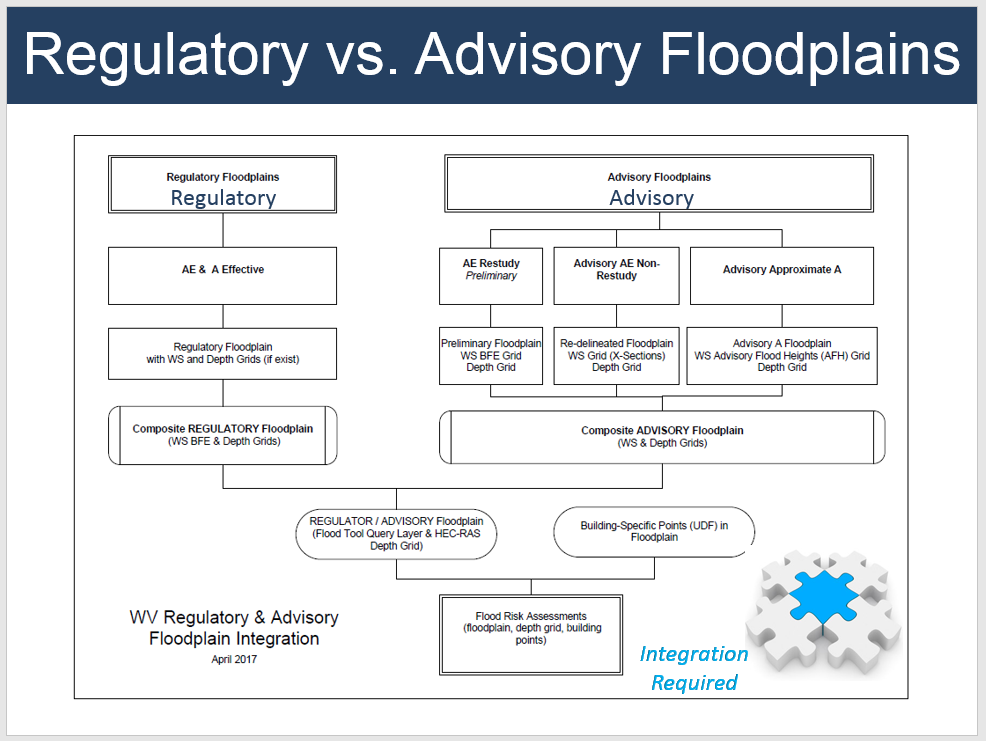 Regulatory vs. Advisory Floodplains
Regulatory Floodplains
Regulatory
Advisory Floodplains
Advisory
AE & A Effective
AE Restudy
Preliminary
Advisory AE Non-
Restudy
Advisory Approximate A
Regulatory Floodplain
with WS and Depth Grids (if exist)
Preliminary Floodplain
WS BFE Grid
Depth Grid
Re-delineated Floodplain
WS Grid (X-Sections)
Depth Grid
Advisory A Floodplain
WS Advisory Flood Heights (AFH) Grid
Depth Grid
Composite REGULATORY Floodplain
(WS BFE & Depth Grids)
Composite ADVISORY Floodplain
(WS & Depth Grids)
REGULATOR / ADVISORY Floodplain
(Flood Tool Query Layer & HEC-RAS
Depth Grid)
Building-Specific Points (UDF) in
Floodplain
Flood Risk Assessments
(floodplain, depth grid, building
points)
WV Regulatory & Advisory
Floodplain Integration
April 2017
Integration
Required